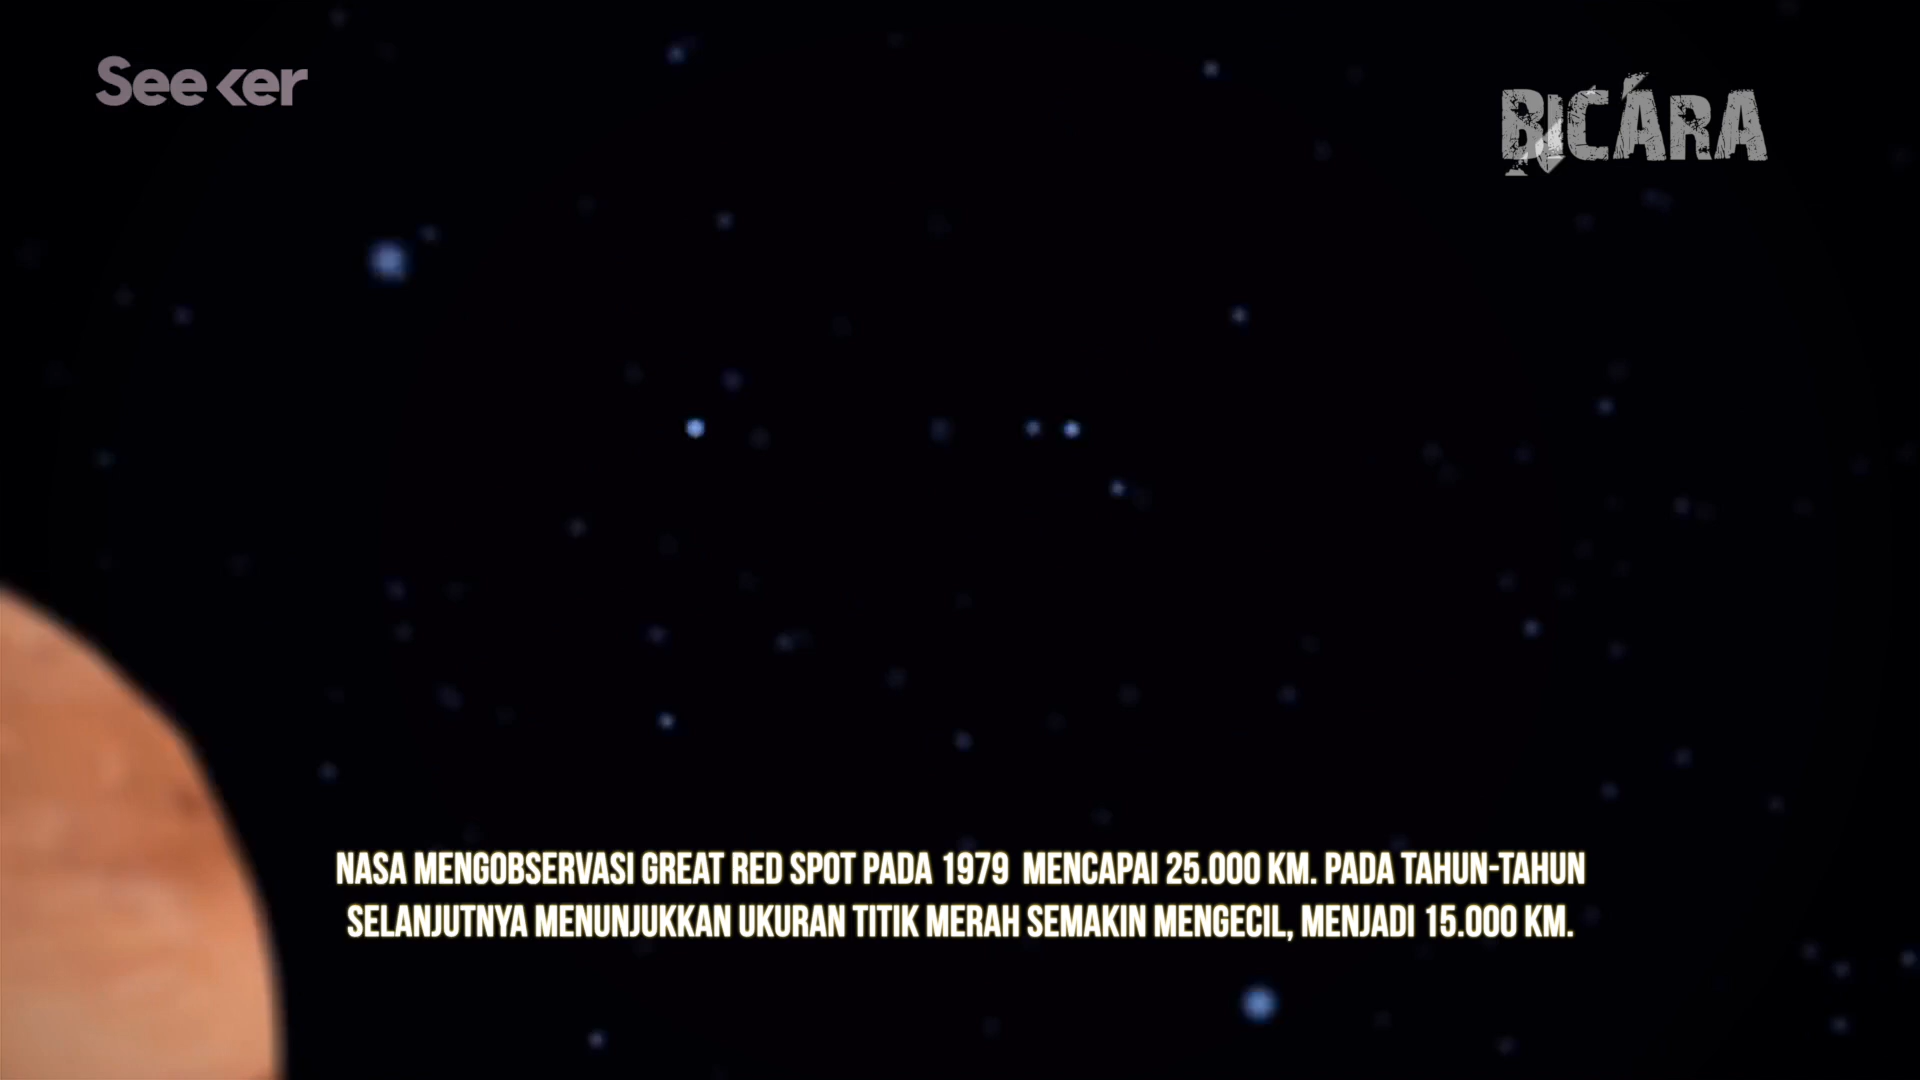 Seeker
BICARA
NASA MENGOBSERVASI GREAT RED SPOT PADA 1979 MENCAPAI 25.000 KM. PADA TAHUN-TAHUN
SELANJUTNYA MENUNJUKKAN UKURAN TITIK MERAH SEMAKIN MENGECIL, MENJADI 15.000 KM.